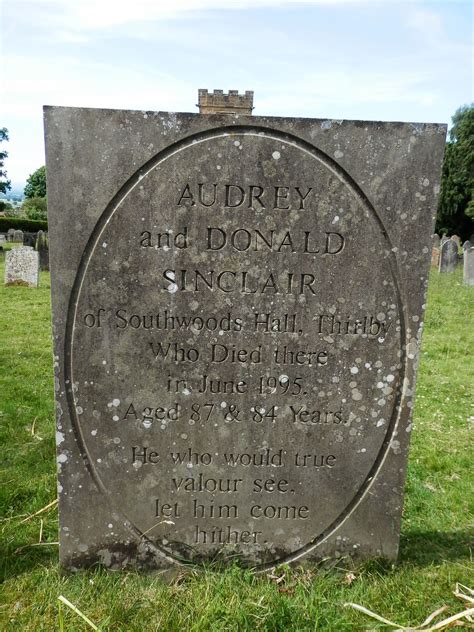 AUDREY
and DONALD
SINCLAIR
of Southwoods Hall, Thirlby
Who Died there
in June 1995.
Aged 87 & 84 Years.
He who would true
valour see,
let him come
hither.